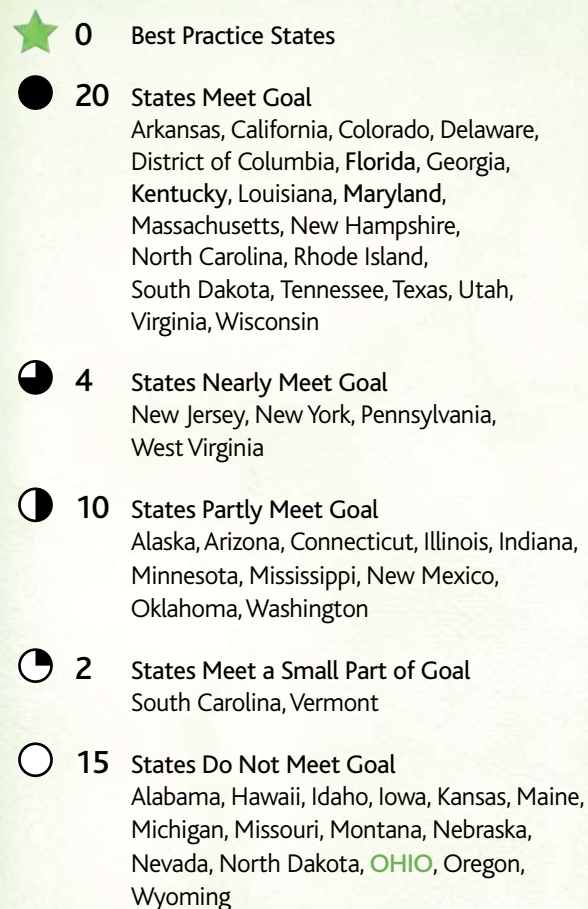 0 Best Practice States
20 States Meet Goal
Arkansas, California, Colorado, Delaware,
District of Columbia, Florida, Georgia,
Kentucky, Louisiana, Maryland,
Massachusetts, New Hampshire,
North Carolina, Rhode Island,
South Dakota, Tennessee, Texas, Utah,
Virginia, Wisconsin
4 States Nearly Meet Goal
New Jersey, New York, Pennsylvania,
West Virginia
10 States Partly Meet Goal
Alaska, Arizona, Connecticut, Illinois, Indiana,
Minnesota, Mississippi, New Mexico,
Oklahoma, Washington
2 States Meet a Small Part of Goal
South Carolina, Vermont
15 States Do Not Meet Goal
Alabama, Hawaii, Idaho, Iowa, Kansas, Maine,
Michigan, Missouri, Montana, Nebraska,
Nevada, North Dakota, OHIO, Oregon,
Wyoming